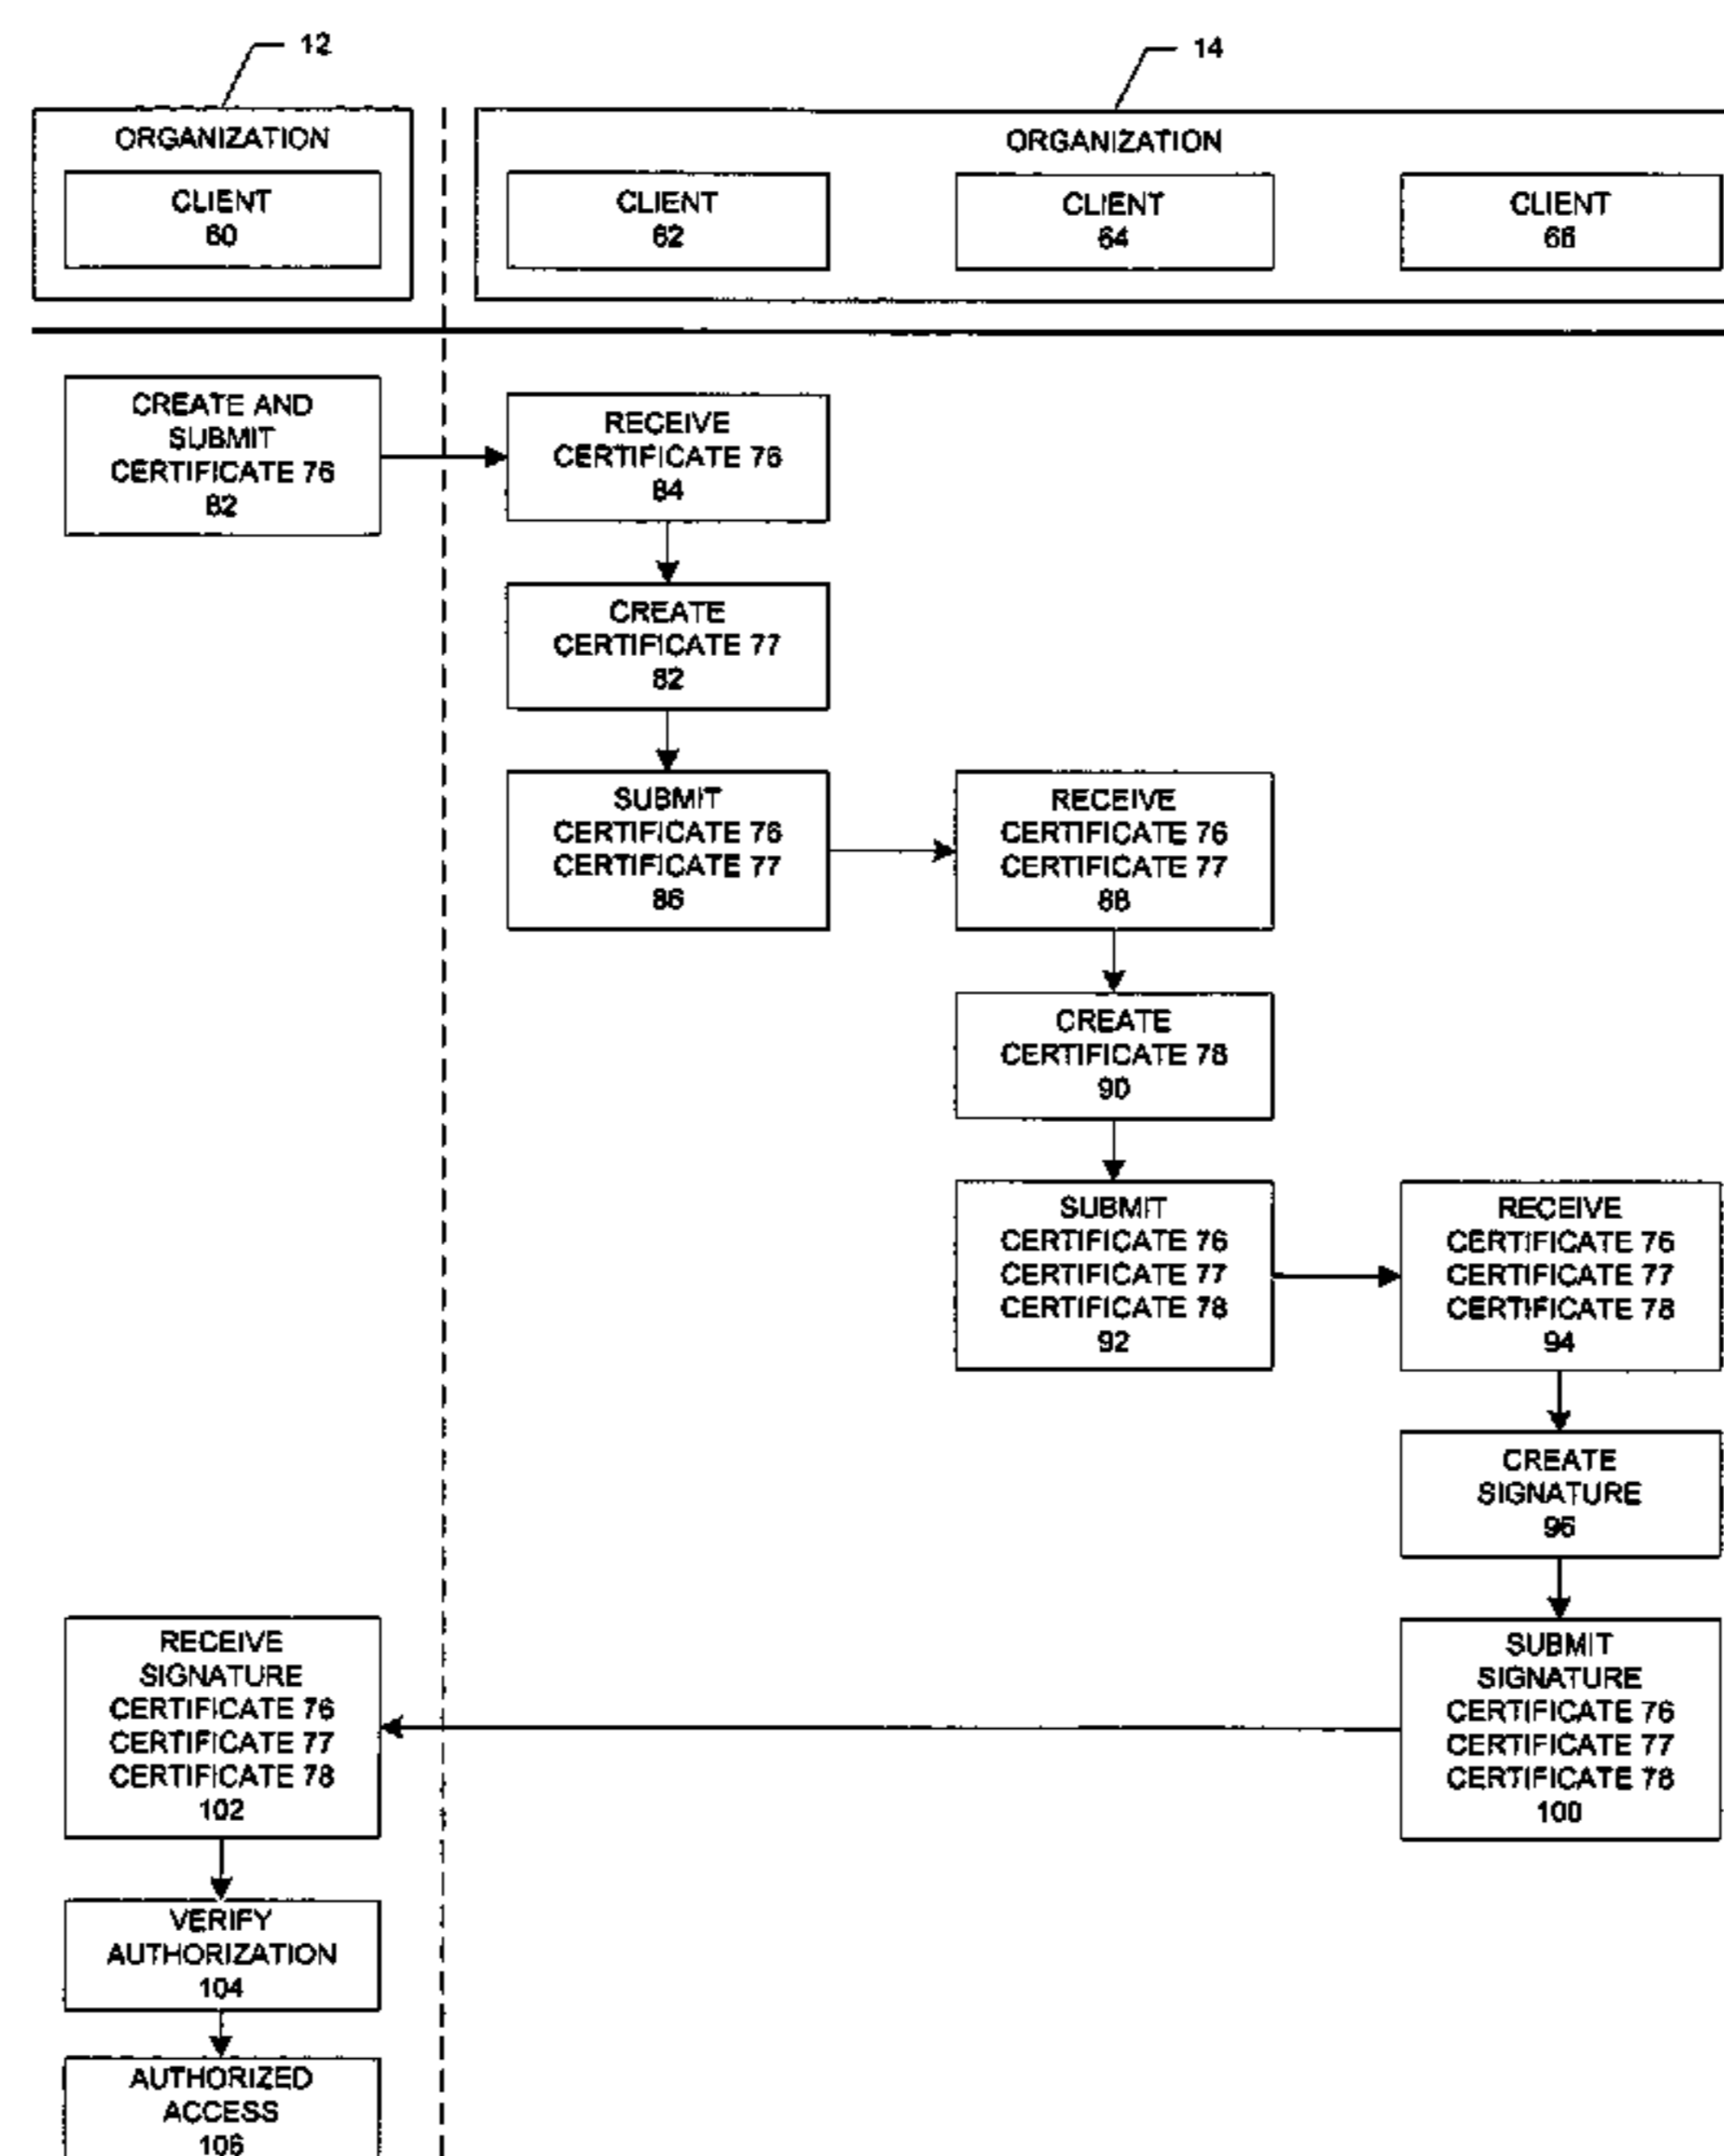 12
14
ORGANIZATION
CLIENT
60
ORGANIZATION
CLIENT
62
CLIENT
64
CLIENT
66
CREATE AND
SUBMIT
CERTIFICATE 76
82
RECEIVE
CERTIFICATE 76
84
CREATE
CERTIFICATE 77
82
SUBMIT
CERTIFICATE 76
CERTIFICATE 77
86
RECEIVE
CERTIFICATE 76
CERTIFICATE 77
88
CREATE
CERTIFICATE 78
90
SUBMIT
CERTIFICATE 76
CERTIFICATE 77
CERTIFICATE 78
92
RECEIVE
CERTIFICATE 76
CERTIFICATE 77
CERTIFICATE 78
94
CREATE
SIGNATURE
96
SUBMIT
SIGNATURE
CERTIFICATE 76
CERTIFICATE 77
CERTIFICATE 78
100
RECEIVE
SIGNATURE
CERTIFICATE 76
CERTIFICATE 77
CERTIFICATE 78
102
VERIFY
AUTHORIZATION
104
AUTHORIZED
ACCESS
106